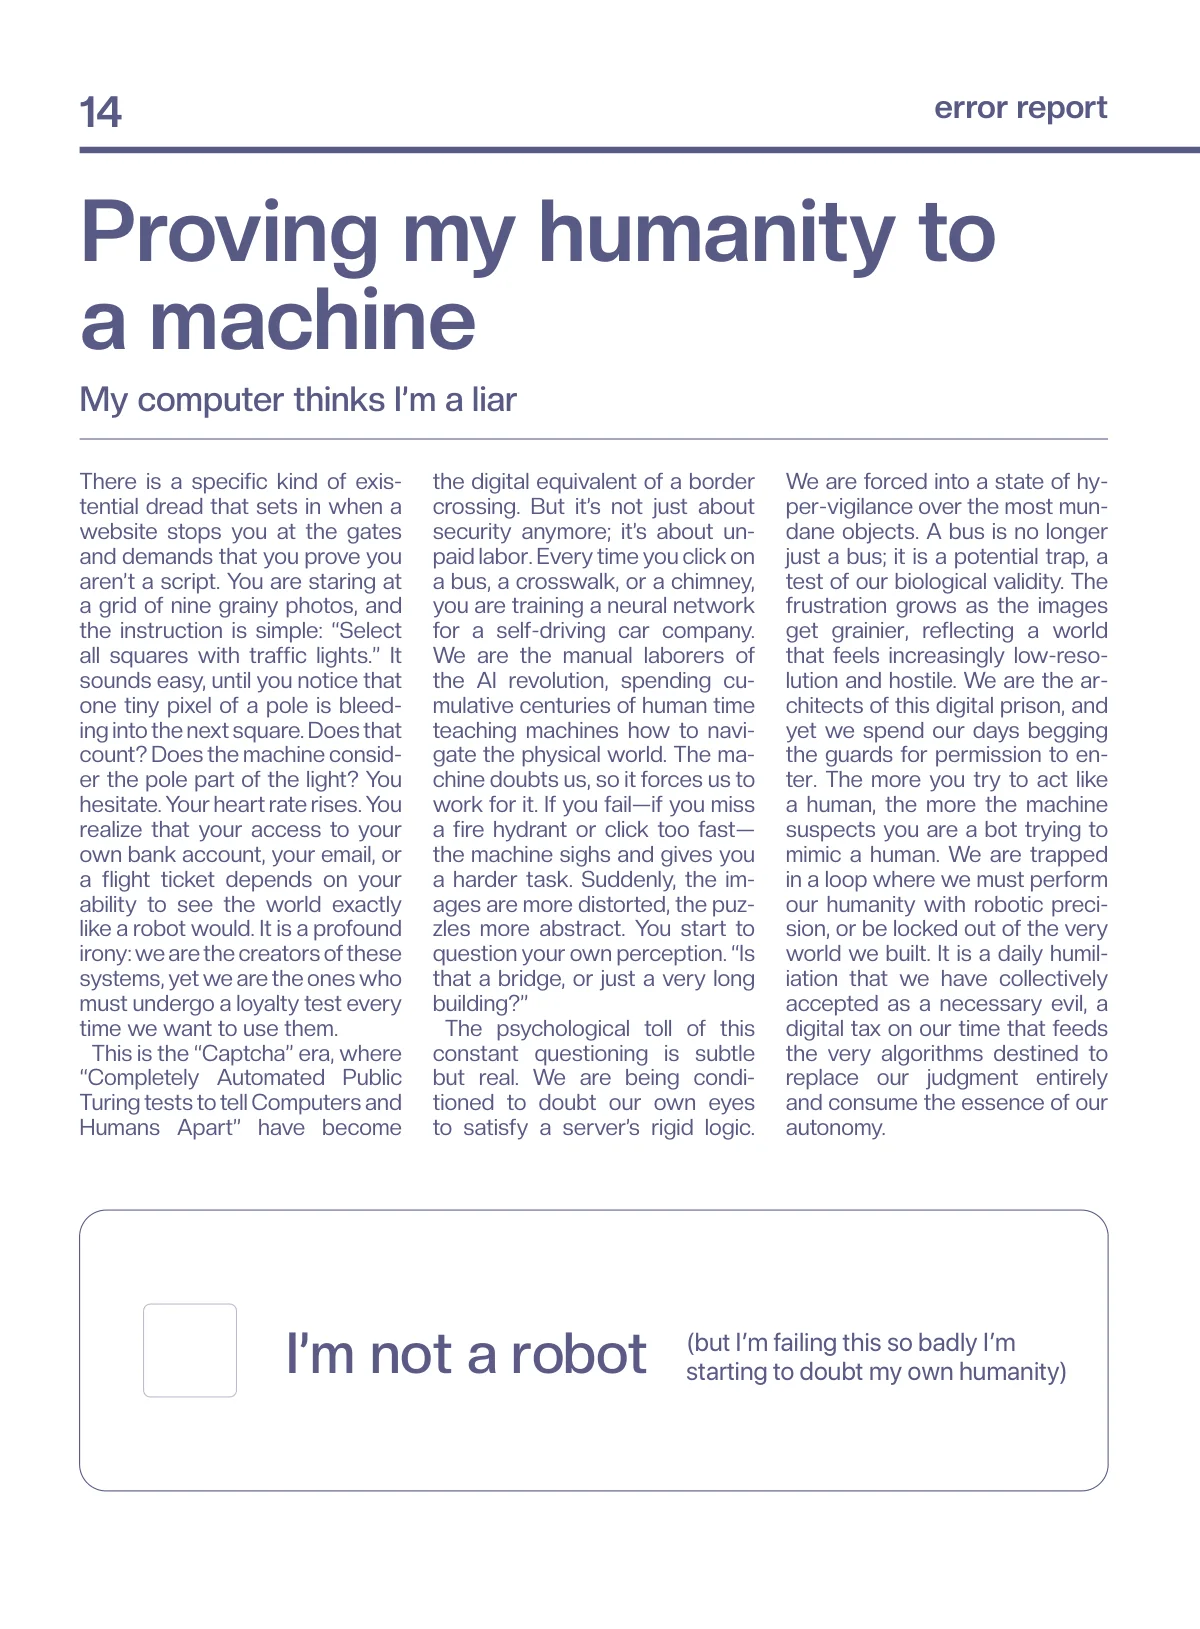 14
error report
Proving my humanity to
a machine
My computer thinks I’m a liar
There is a specific kind of exis-
tential dread that sets in when a
website stops you at the gates
and demands that you prove you
aren’t a script. You are staring at
a grid of nine grainy photos, and
the instruction is simple: “Select
all squares with traffic lights.” It
sounds easy, until you notice that
one tiny pixel of a pole is bleed-
ing into the next square. Does that
count? Does the machine consid-
er the pole part of the light? You
hesitate. Your heart rate rises. You
realize that your access to your
own bank account, your email, or
a flight ticket depends on your
ability to see the world exactly
like a robot would. It is a profound
irony: we are the creators of these
systems, yet we are the ones who
must undergo a loyalty test every
time we want to use them.
This is the “Captcha” era, where
“Completely Automated Public
Turing tests to tell Computers and
Humans Apart” have become
the digital equivalent of a border
crossing. But it’s not just about
security anymore; it’s about un-
paid labor. Every time you click on
a bus, a crosswalk, or a chimney,
you are training a neural network
for a self-driving car company.
We are the manual laborers of
the AI revolution, spending cu-
mulative centuries of human time
teaching machines how to navi-
gate the physical world. The ma-
chine doubts us, so it forces us to
work for it. If you fail—if you miss
a fire hydrant or click too fast—
the machine sighs and gives you
a harder task. Suddenly, the im-
ages are more distorted, the puz-
zles more abstract. You start to
question your own perception. “Is
that a bridge, or just a very long
building?”
The psychological toll of this
constant questioning is subtle
but real. We are being condi-
tioned to doubt our own eyes
to satisfy a server’s rigid logic.
We are forced into a state of hy-
per-vigilance over the most mun-
dane objects. A bus is no longer
just a bus; it is a potential trap, a
test of our biological validity. The
frustration grows as the images
get grainier, reflecting a world
that feels increasingly low-reso-
lution and hostile. We are the ar-
chitects of this digital prison, and
yet we spend our days begging
the guards for permission to en-
ter. The more you try to act like
a human, the more the machine
suspects you are a bot trying to
mimic a human. We are trapped
in a loop where we must perform
our humanity with robotic preci-
sion, or be locked out of the very
world we built. It is a daily humil-
iation that we have collectively
accepted as a necessary evil, a
digital tax on our time that feeds
the very algorithms destined to
replace our judgment entirely
and consume the essence of our
autonomy.
I’m not a robot
(but I’m failing this so badly I’m
starting to doubt my own humanity)